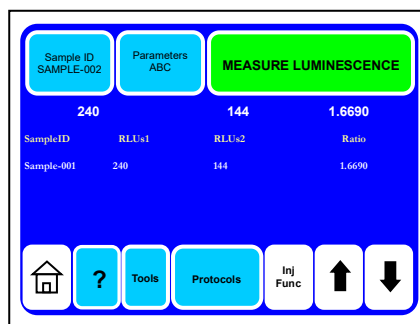 Sample ID
SAMPLE-002
Parameters
ABC
MEASURE LUMINESCENCE
240 144 1.6690
SampleID RLUs1 RLUs2 Ratio
Sample-001 240 144 1.6690
?
Tools
Protocols
Inj
Func